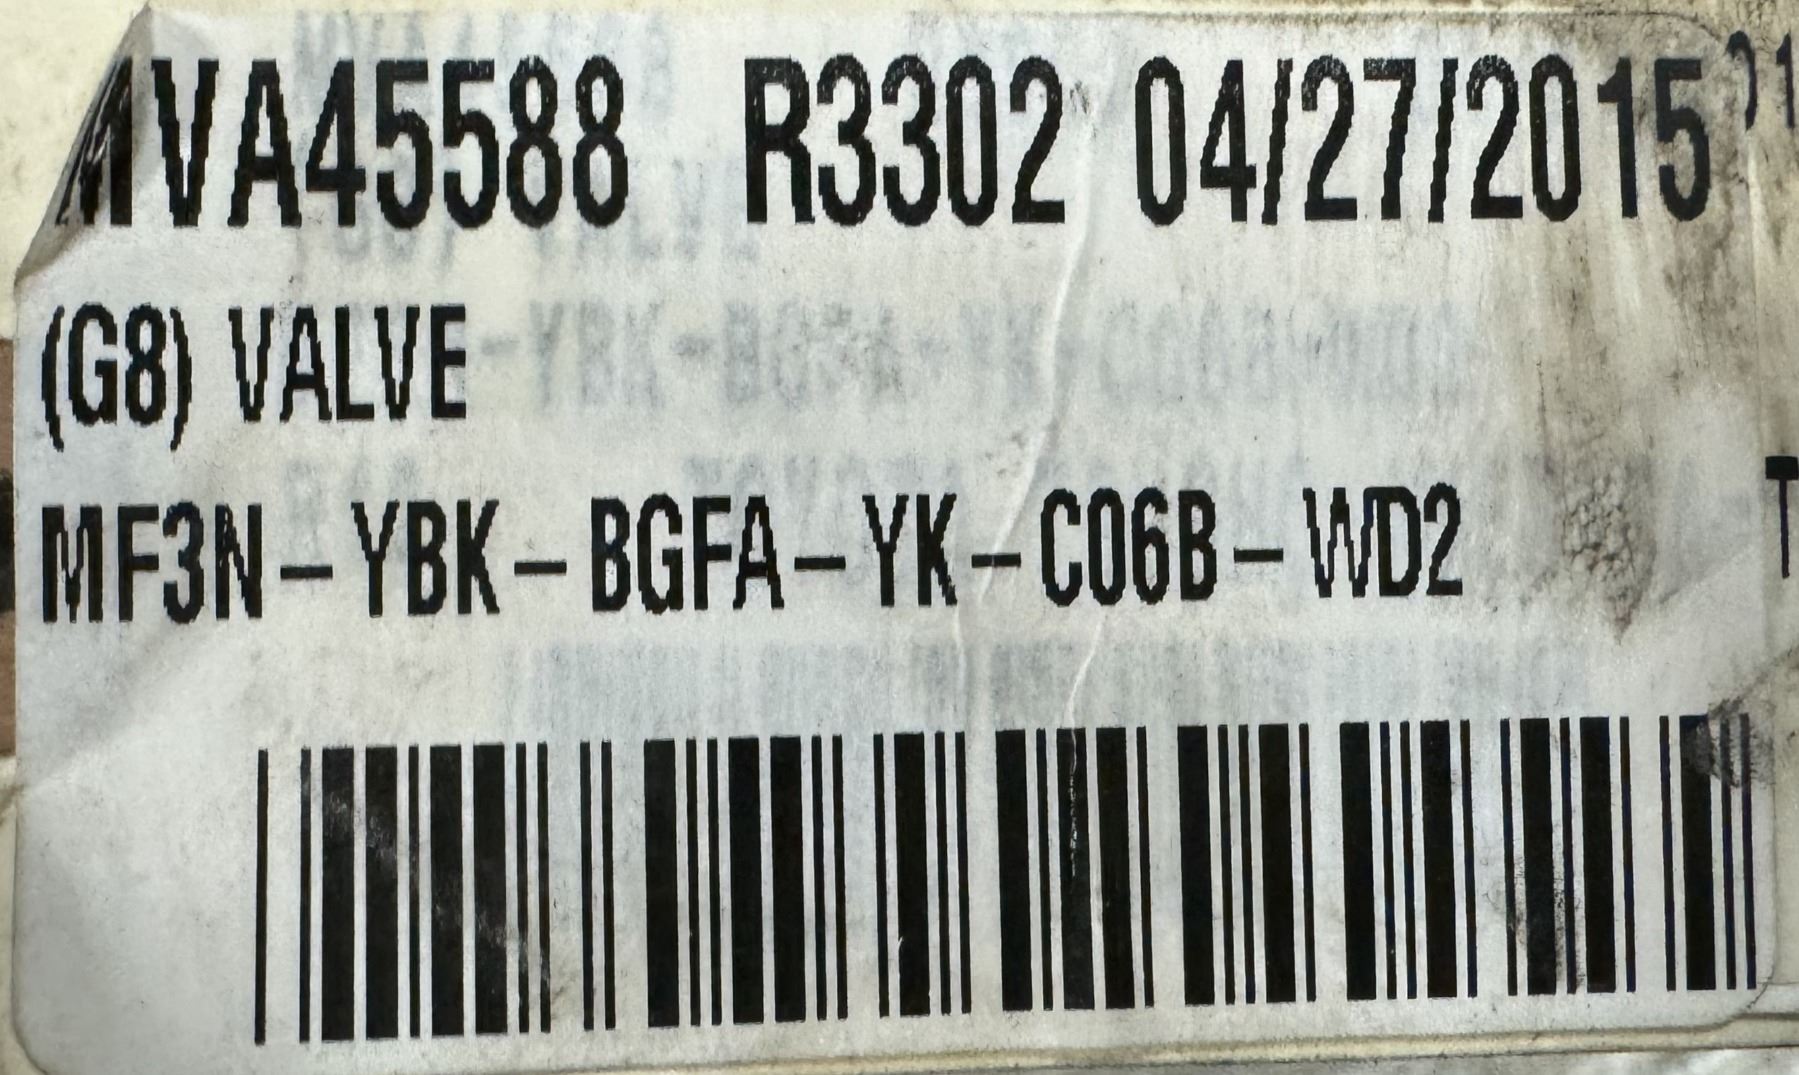 MVA45588 R3302 04/27/2015
(G8) VALVE
MF3N-YBK-BGFA-YK-C06B-WD2